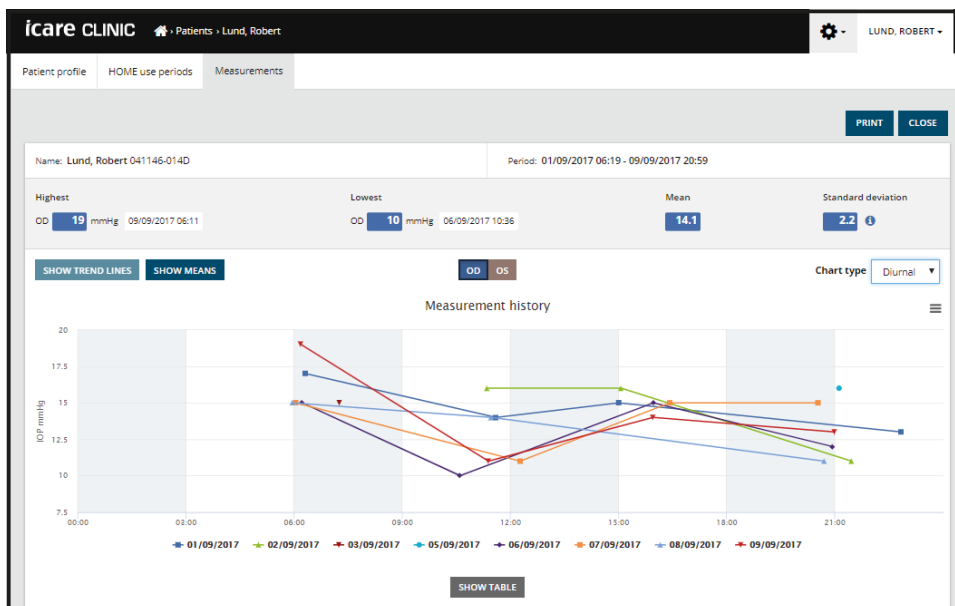 icare CLINIC › Patients › Lund, Robert LUND, ROBERT
Patient profile HOME use periods Measurements
PRINT CLOSE
Name: Lund, Robert 041146-014D Period: 01/09/2017 06:19 - 09/09/2017 20:59
Highest Lowest Mean Standard deviation
OD 19 mmHg 09/09/2017 06:11 OD 10 mmHg 06/09/2017 10:36 14.1 2.2 i
SHOW TREND LINES SHOW MEANS OD OS Chart type Diurnal
Measurement history
IOP mmHg
20
17.5
15
12.5
10
7.5
00:00 03:00 06:00 09:00 12:00 15:00 18:00 21:00
01/09/2017 02/09/2017 03/09/2017 05/09/2017 06/09/2017 07/09/2017 08/09/2017 09/09/2017
SHOW TABLE